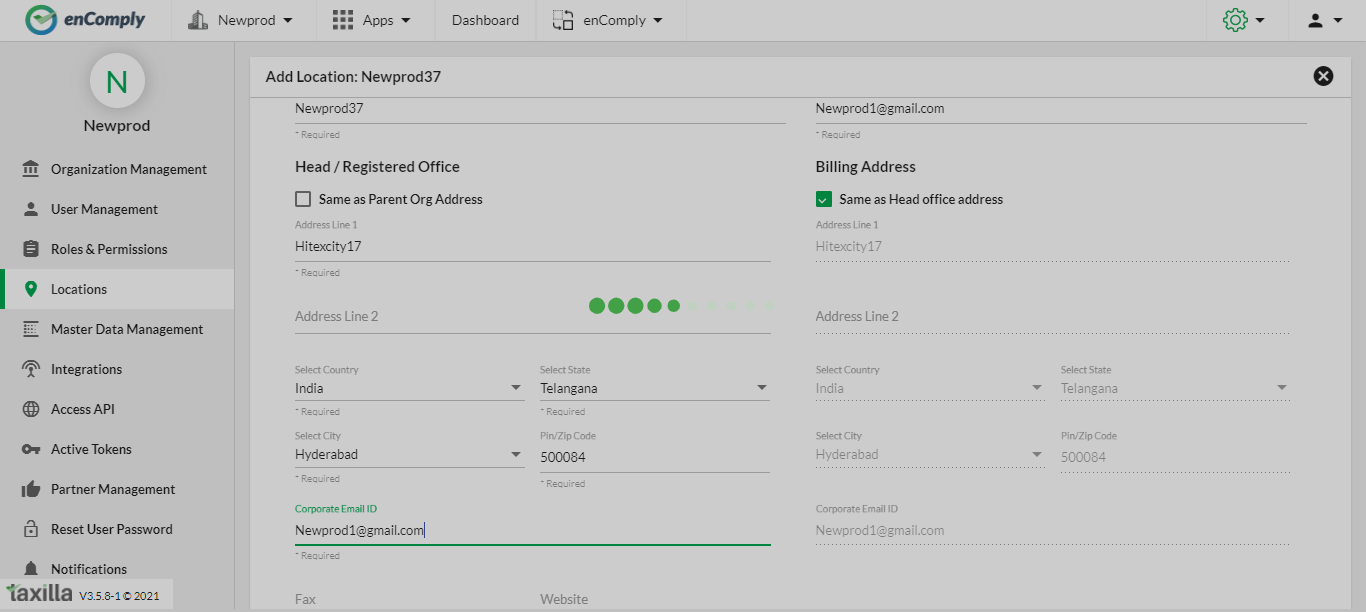 enComply Newprod Apps Dashboard enComply
N
Newprod
Organization Management
User Management
Roles & Permissions
Locations
Master Data Management
Integrations
Access API
Active Tokens
Partner Management
Reset User Password
Notifications
taxilla V3.5.8-1 © 2021
Add Location: Newprod37
Newprod37 Newprod1@gmail.com
* Required * Required
Head / Registered Office Billing Address
Same as Parent Org Address Same as Head office address
Address Line 1 Address Line 1
Hitexcity17 Hitexcity17
* Required
Address Line 2 Address Line 2
Select Country Select State Select Country Select State
India Telangana India Telangana
* Required * Required
Select City Pin/Zip Code Select City Pin/Zip Code
Hyderabad 500084 Hyderabad 500084
* Required * Required
Corporate Email ID Corporate Email ID
Newprod1@gmail.com Newprod1@gmail.com
* Required
Fax Website